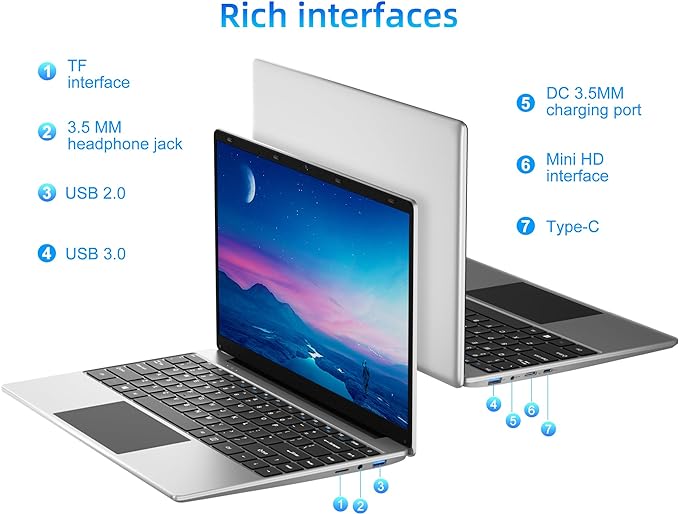 Rich interfaces
1 TF
interface
2 3.5 MM
headphone jack
3 USB 2.0
4 USB 3.0
5 DC 3.5MM
charging port
6 Mini HD
interface
7 Type-C
4 5 6 7
1 2 3